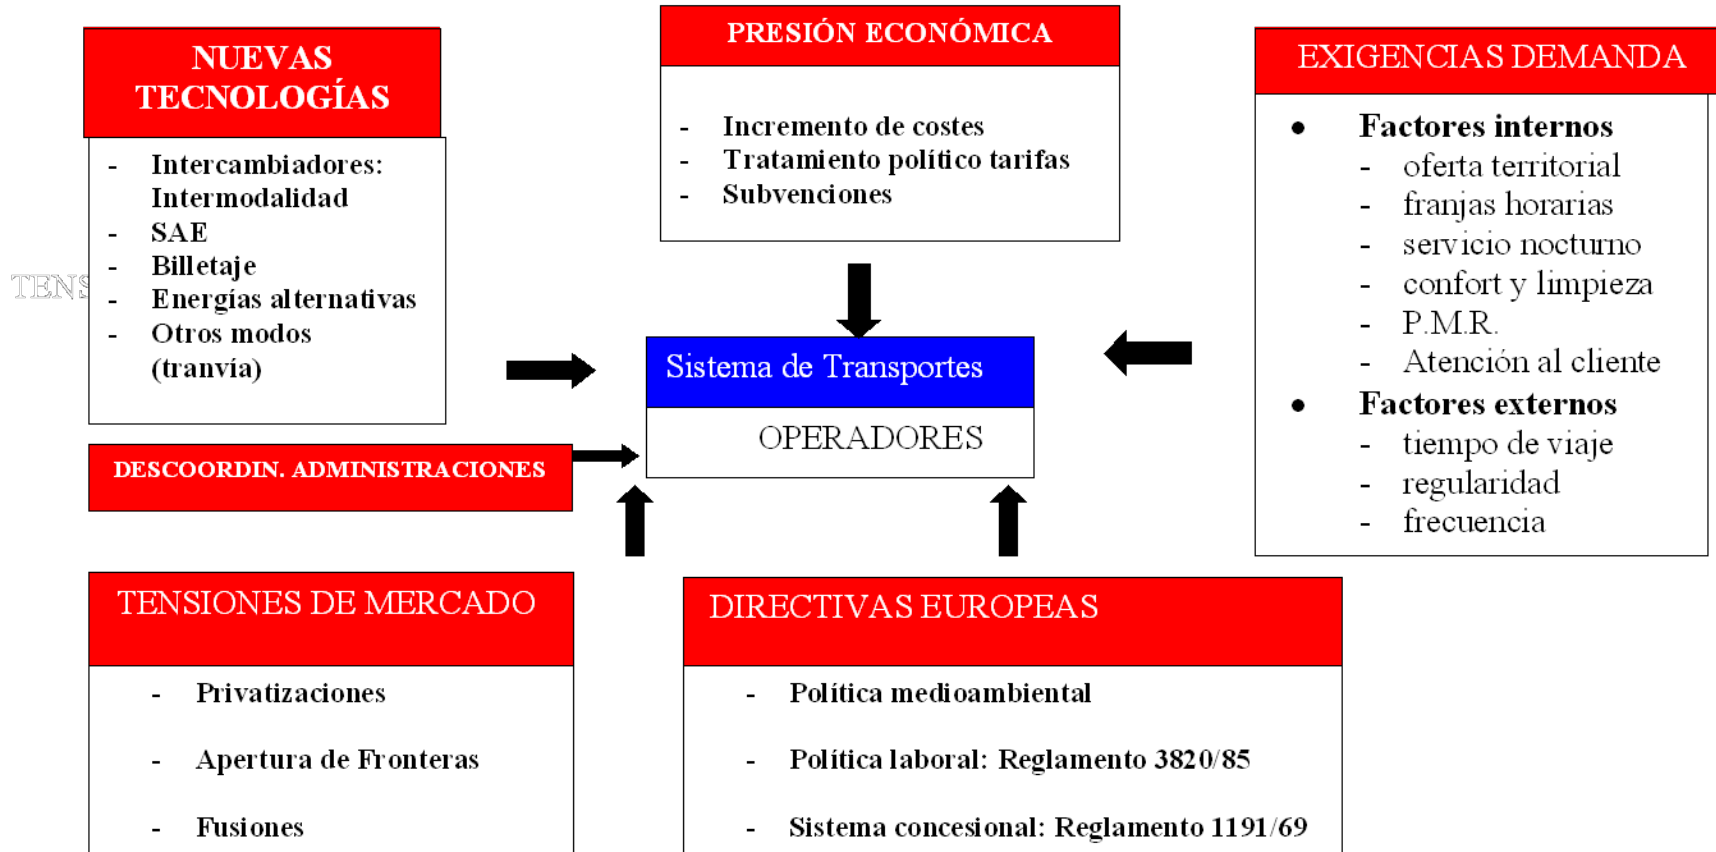 NUEVAS
TECNOLOGÍAS
- Intercambiadores:
Intermodalidad
- SAE
- Billetaje
- Energías alternativas
- Otros modos
(tranvía)
TENS
PRESIÓN ECONÓMICA
- Incremento de costes
- Tratamiento político tarifas
- Subvenciones
EXIGENCIAS DEMANDA
• Factores internos
- oferta territorial
- franjas horarias
- servicio nocturno
- confort y limpieza
- P.M.R.
- Atención al cliente
• Factores externos
- tiempo de viaje
- regularidad
- frecuencia
Sistema de Transportes
OPERADORES
DESCOORDIN. ADMINISTRACIONES
TENSIONES DE MERCADO
- Privatizaciones
- Apertura de Fronteras
- Fusiones
DIRECTIVAS EUROPEAS
- Política medioambiental
- Política laboral: Reglamento 3820/85
- Sistema concesional: Reglamento 1191/69